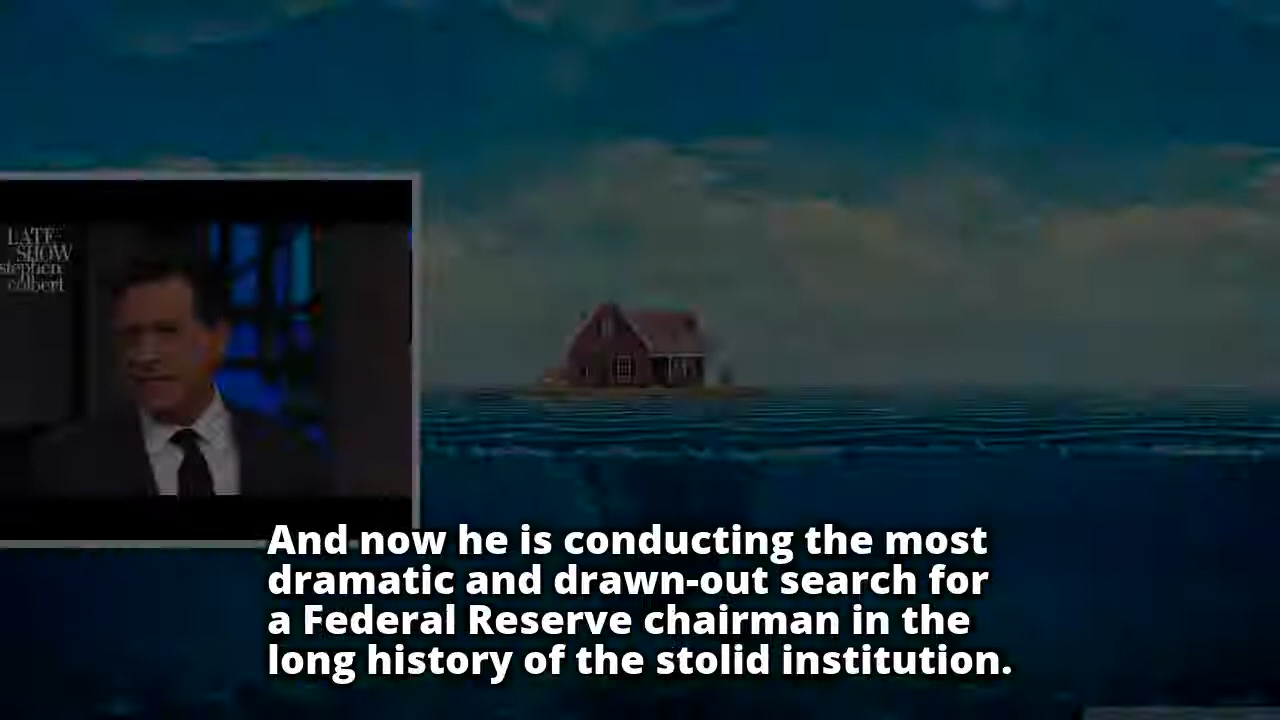 LATE
SHOW
stephen
colbert
And now he is conducting the most
dramatic and drawn-out search for
a Federal Reserve chairman in the
long history of the stolid institution.